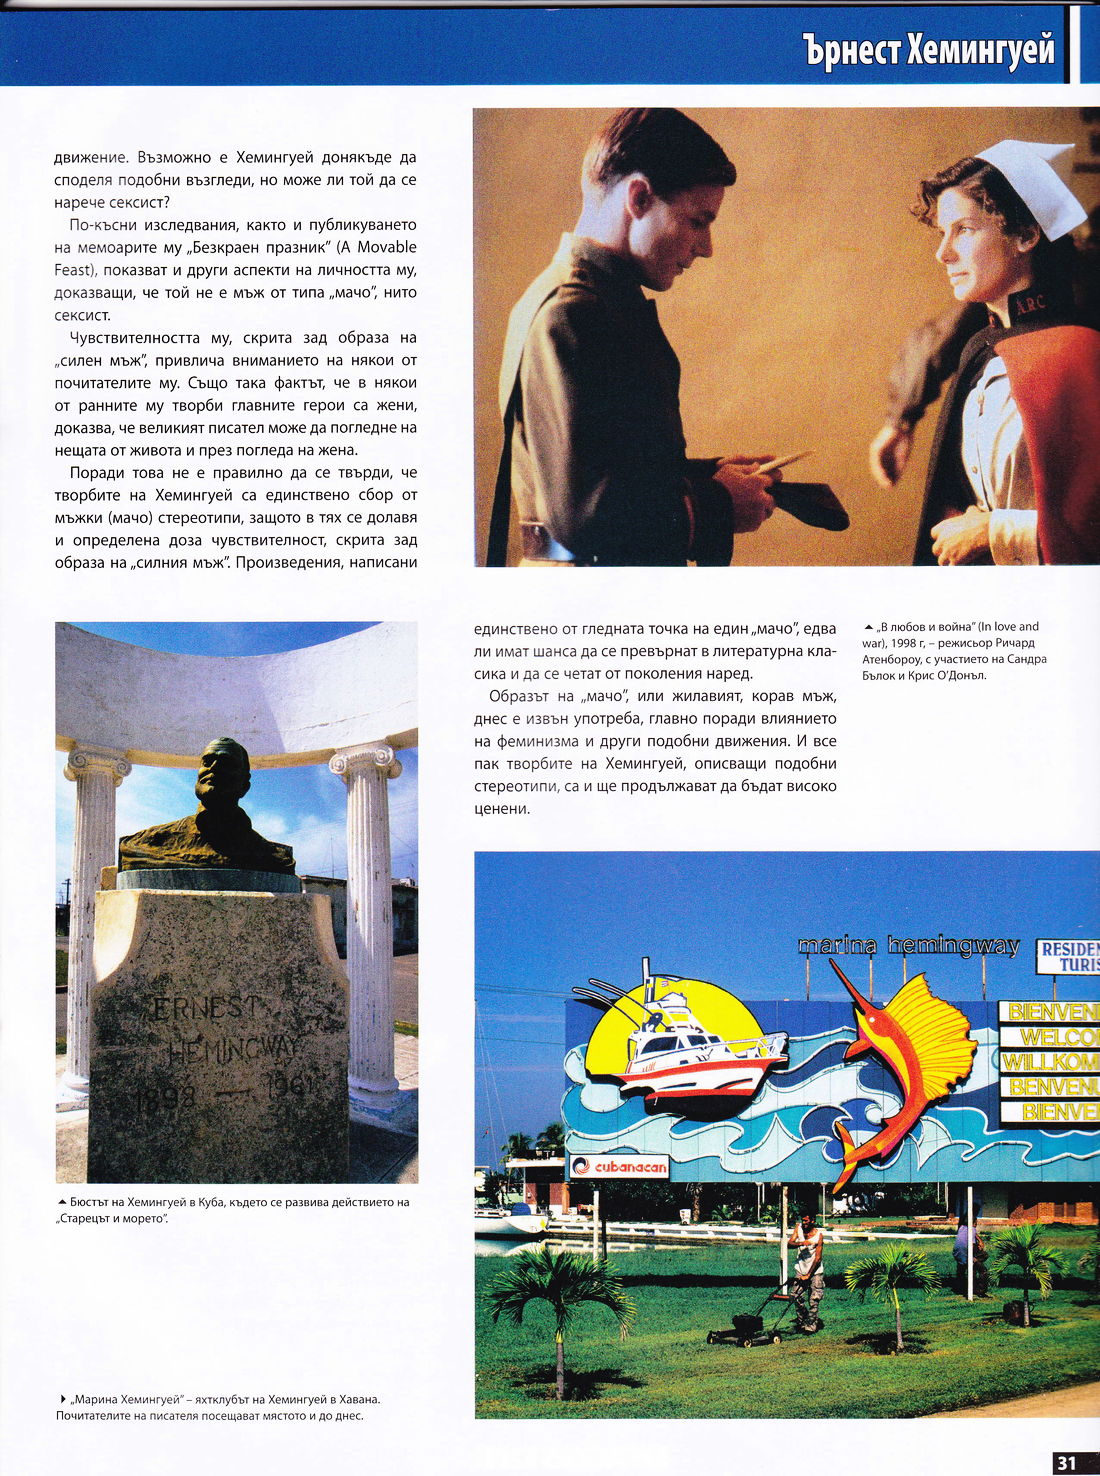 Ърнест Хемингуей
движение. Възможно е Хемингуей донякъде да
споделя подобни възгледи, но може ли той да се
нарече сексист?
По-късни изследвания, както и публикуването
на мемоарите му „Безкраен празник” (A Movable
Feast), показват и други аспекти на личността му,
доказващи, че той не е мъж от типа „мачо”, нито
сексист.
Чувствителността му, скрита зад образа на
„силен мъж”, привлича вниманието на някои от
почитателите му. Също така фактът, че в някои
от ранните му творби главните герои са жени,
доказва, че великият писател може да погледне на
нещата от живота и през погледа на жена.
Поради това не е правилно да се твърди, че
творбите на Хемингуей са единствено сбор от
мъжки (мачо) стереотипи, защото в тях се долавя
и определена доза чувствителност, скрита зад
образа на „силния мъж”. Произведения, написани
единствено от гледната точка на един „мачо”, едва
ли имат шанса да се превърнат в литературна кла-
сика и да се четат от поколения наред.
Образът на „мачо”, или жилавият, корав мъж,
днес е извън употреба, главно поради влиянието
на феминизма и други подобни движения. И все
пак творбите на Хемингуей, описващи подобни
стереотипи, са и ще продължават да бъдат високо
ценени.
ARC
„В любов и война” (In love and
war), 1998 г, – режисьор Ричард
Атенбороу, с участието на Сандра
Бълок и Крис О'Донъл.
ERNEST
HEMINGWAY
1899 – 1961
Бюстът на Хемингуей в Куба, където се развива действието на
„Старецът и морето”.
marina hemingway
RESIDEN
TURIS
BIENVENI
WELCO
WILLKOM
BENVENU
BIENVE
cubanacan
„Марина Хемингуей” – яхтклубът на Хемингуей в Хавана.
Почитателите на писателя посещават мястото и до днес.
31